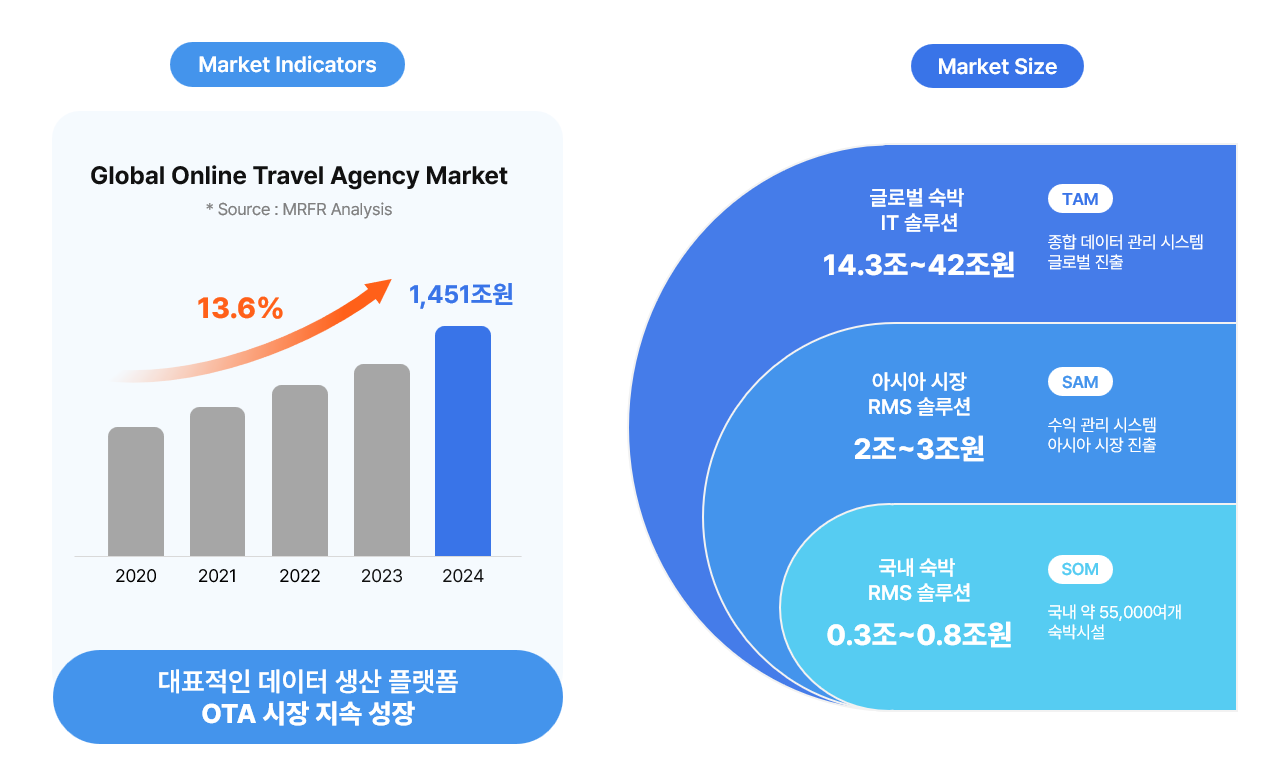 Market Indicators
Global Online Travel Agency Market
* Source : MRFR Analysis
13.6%
1,451조원
2020 2021 2022 2023 2024
대표적인 데이터 생산 플랫폼
OTA 시장 지속 성장
Market Size
글로벌 숙박
IT 솔루션
14.3조~42조원
TAM
종합 데이터 관리 시스템
글로벌 진출
아시아 시장
RMS 솔루션
2조~3조원
SAM
수익 관리 시스템
아시아 시장 진출
국내 숙박
RMS 솔루션
0.3조~0.8조원
SOM
국내 약 55,000여개
숙박시설